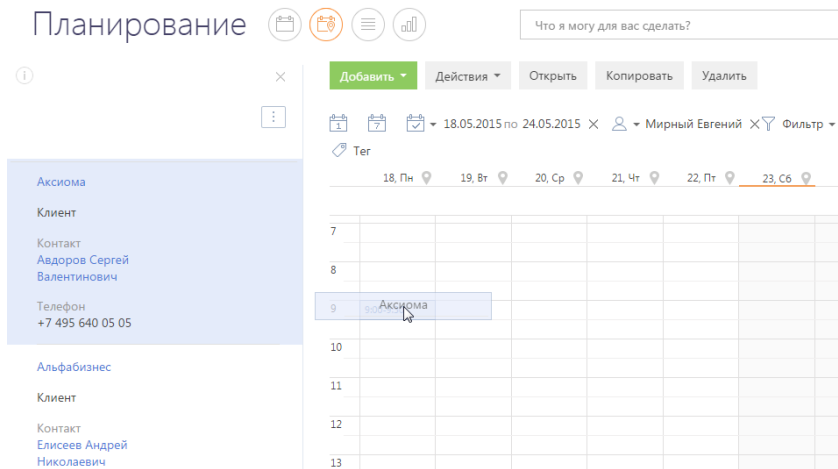 Планирование
Что я могу для вас сделать?
Добавить Действия Открыть Копировать Удалить
1 7 18.05.2015 по 24.05.2015 Мирный Евгений Фильтр
Тег
18, Пн 19, Вт 20, Ср 21, Чт 22, Пт 23, Сб
Аксиома
Клиент
Контакт
Авдоров Сергей
Валентинович
Телефон
+7 495 640 05 05
Альфабизнес
Клиент
Контакт
Елисеев Андрей
Николаевич
7
8
9 Аксиома
10
11
12
13